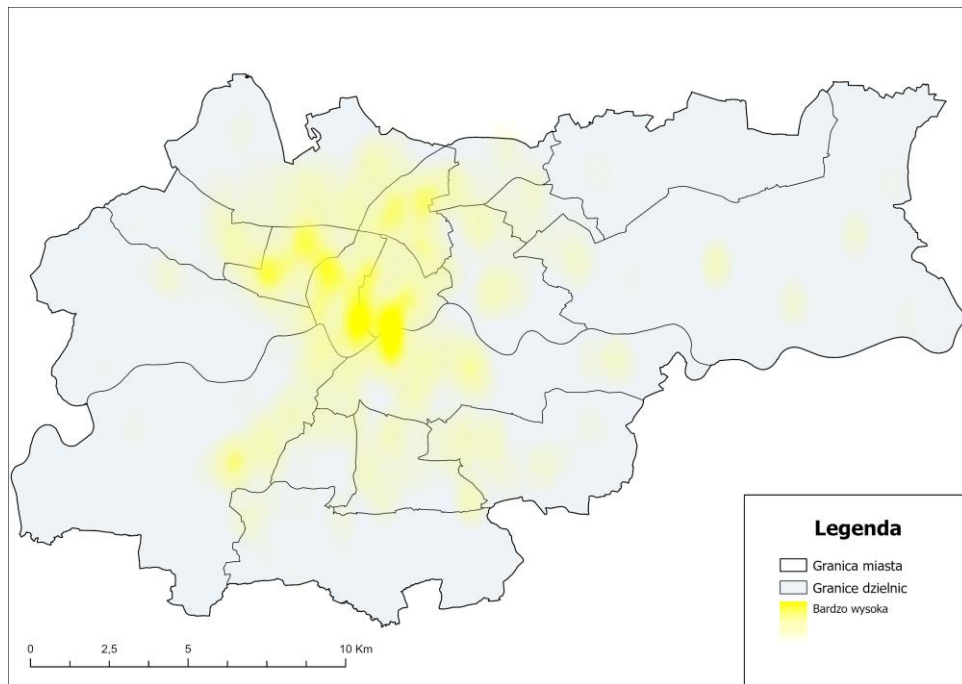 Legenda
Granica miasta
Granice dzielnic
Bardzo wysoka
0 2,5 5 10 Km